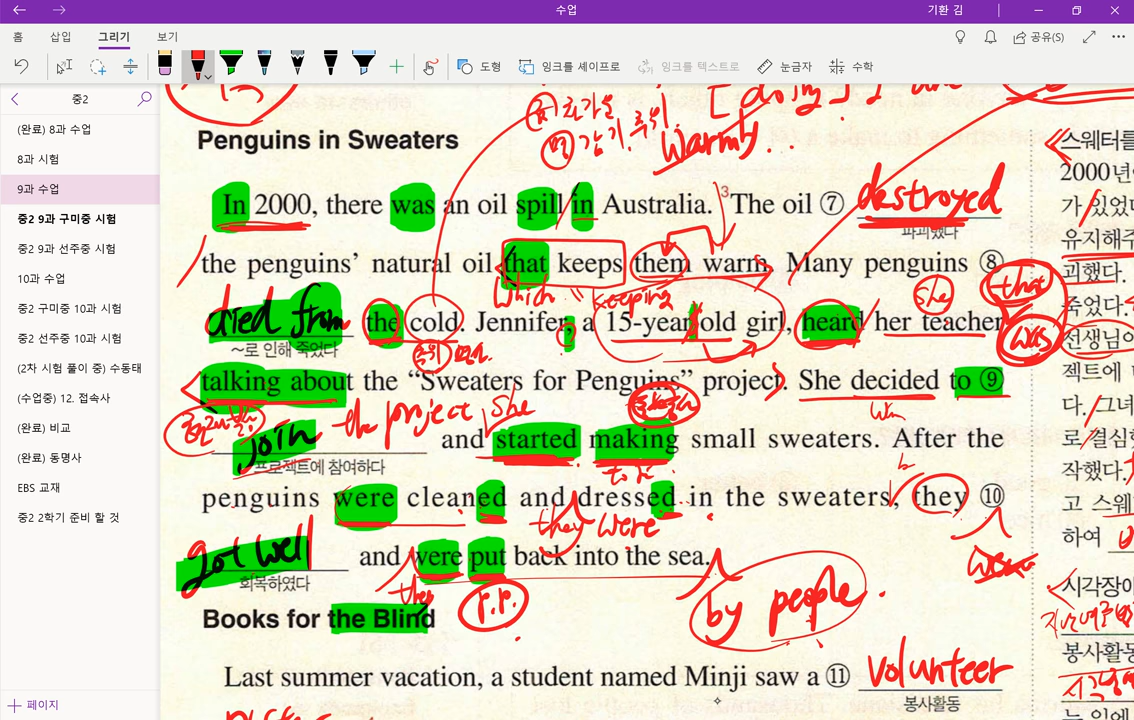 수업
기환 김
홈 삽입 그리기 보기
공유(S)
도형 잉크를 셰이프로 잉크를 텍스트로 눈금자 수학
중2
(완료) 8과 수업
8과 시험
9과 수업
중2 9과 구미중 시험
중2 9과 선주중 시험
10과 수업
중2 구미중 10과 시험
중2 선주중 10과 시험
(2차 시험 풀이 중) 수동태
(수업중) 12. 접속사
(완료) 비교
(완료) 동명사
EBS 교재
중2 2학기 준비 할 것
페이지
doing
감기
warmly
Penguins in Sweaters
In 2000, there was an oil spill in Australia. 3 The oil ⑦ destroyed
파괴했다
the penguins' natural oil that keeps them warm. Many penguins ⑧
which keeping she that
died from the cold. Jennifer, a 15-year old girl, heard her teacher
~로 인해 죽었다 was
talking about the "Sweaters for Penguins" project. She decided to ⑨
the project she
join and started making small sweaters. After the
프로젝트에 참여하다
penguins were cleaned and dressed in the sweaters, they ⑩
they were
got well and were put back into the sea.
회복하였다
they p.p. by people.
Books for the Blind
Last summer vacation, a student named Minji saw a ⑪ volunteer
봉사활동
스웨터를
2000년
가 있었다
유지해주
괴했다.
죽었다.
선생님이
젝트에
다. 그녀
로 결심
작했다.
고 스웨
하여
시각장
봉사활동